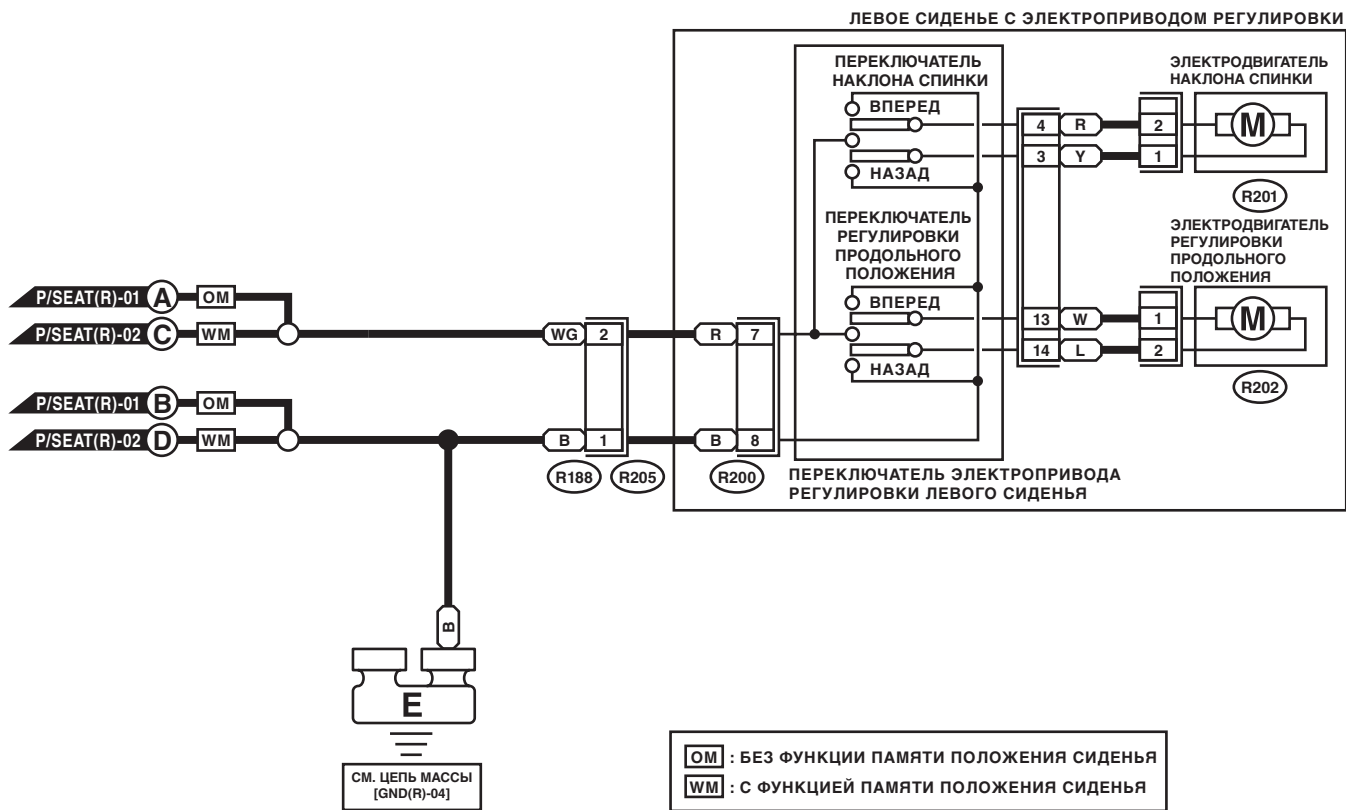 ЛЕВОЕ СИДЕНЬЕ С ЭЛЕКТРОПРИВОДОМ РЕГУЛИРОВКИ
ПЕРЕКЛЮЧАТЕЛЬ
НАКЛОНА СПИНКИ
ВПЕРЕД
НАЗАД
ЭЛЕКТРОДВИГАТЕЛЬ
НАКЛОНА СПИНКИ
4 R 2
3 Y 1
M
R201
ПЕРЕКЛЮЧАТЕЛЬ
РЕГУЛИРОВКИ
ПРОДОЛЬНОГО
ПОЛОЖЕНИЯ
ВПЕРЕД
НАЗАД
ЭЛЕКТРОДВИГАТЕЛЬ
РЕГУЛИРОВКИ
ПРОДОЛЬНОГО
ПОЛОЖЕНИЯ
13 W 1
14 L 2
M
R202
P/SEAT(R)-01 A OM
P/SEAT(R)-02 C WM
WG 2 R 7
P/SEAT(R)-01 B OM
P/SEAT(R)-02 D WM
B 1 B 8
R188 R205 R200
ПЕРЕКЛЮЧАТЕЛЬ ЭЛЕКТРОПРИВОДА
РЕГУЛИРОВКИ ЛЕВОГО СИДЕНЬЯ
B
E
СМ. ЦЕПЬ МАССЫ
[GND(R)-04]
OM : БЕЗ ФУНКЦИИ ПАМЯТИ ПОЛОЖЕНИЯ СИДЕНЬЯ
WM : С ФУНКЦИЕЙ ПАМЯТИ ПОЛОЖЕНИЯ СИДЕНЬЯ